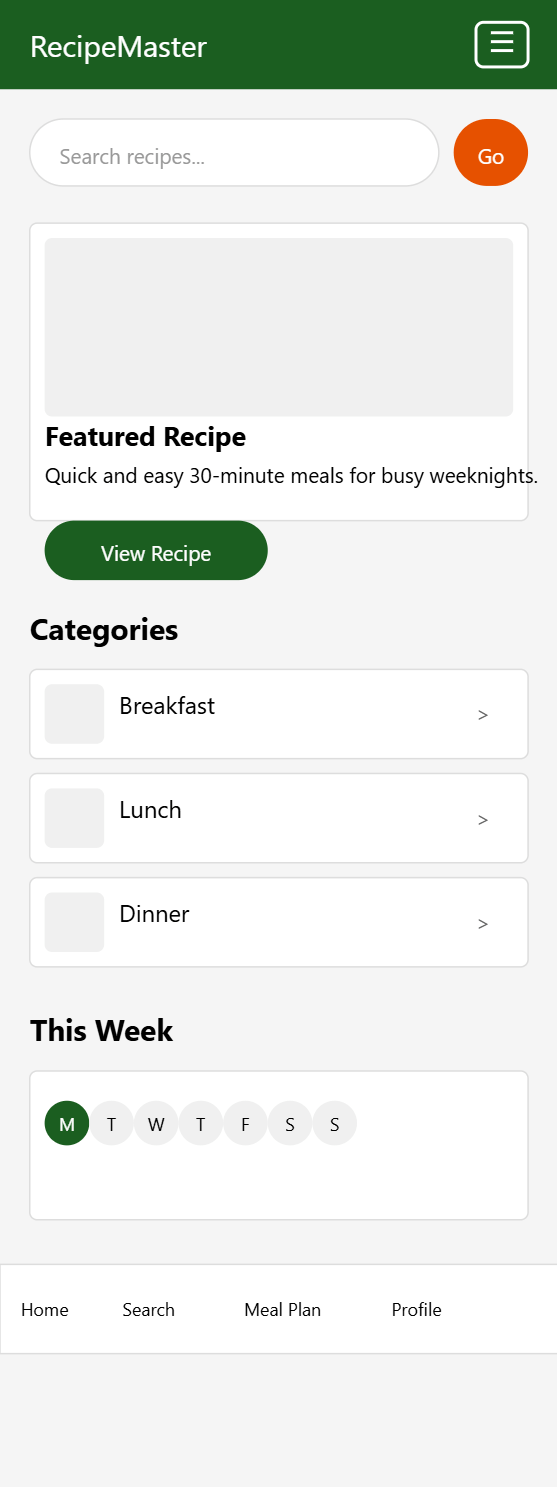 RecipeMaster
☰
Search recipes...
Go
Featured Recipe
Quick and easy 30-minute meals for busy weeknights.
View Recipe
Categories
Breakfast >
Lunch >
Dinner >
This Week
M T W T F S S
Home Search Meal Plan Profile